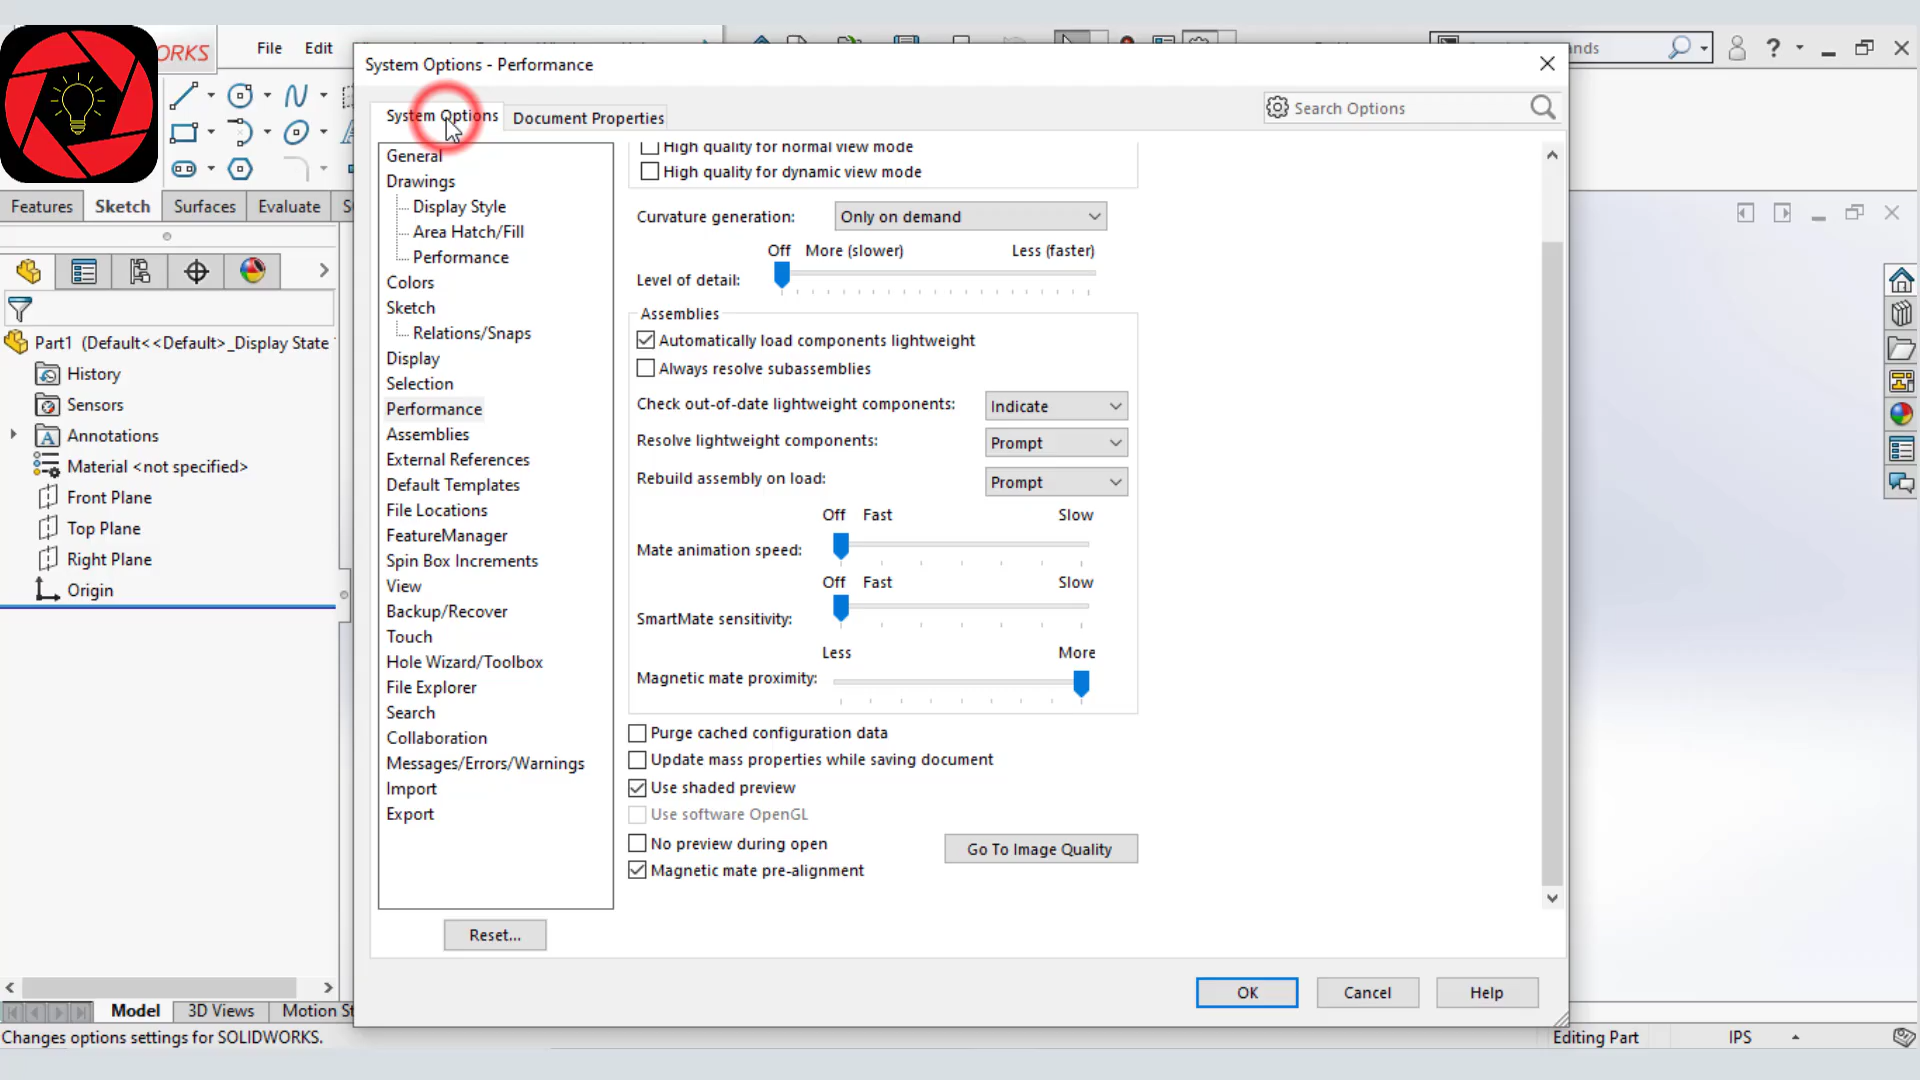 ORKS
File Edit
ands
System Options - Performance
System Options Document Properties
Search Options
Features Sketch Surfaces Evaluate S
General
Drawings
Display Style
Area Hatch/Fill
Performance
Colors
Sketch
Relations/Snaps
Display
Selection
Performance
Assemblies
External References
Default Templates
File Locations
FeatureManager
Spin Box Increments
View
Backup/Recover
Touch
Hole Wizard/Toolbox
File Explorer
Search
Collaboration
Messages/Errors/Warnings
Import
Export
Reset...
High quality for normal view mode
High quality for dynamic view mode
Curvature generation: Only on demand
Off More (slower) Less (faster)
Level of detail:
Assemblies
Automatically load components lightweight
Always resolve subassemblies
Check out-of-date lightweight components: Indicate
Resolve lightweight components: Prompt
Rebuild assembly on load: Prompt
Off Fast Slow
Mate animation speed:
Off Fast Slow
SmartMate sensitivity:
Less More
Magnetic mate proximity:
Purge cached configuration data
Update mass properties while saving document
Use shaded preview
Use software OpenGL
No preview during open
Go To Image Quality
Magnetic mate pre-alignment
OK Cancel Help
Part1 (Default<<Default>_Display State
History
Sensors
Annotations
Material <not specified>
Front Plane
Top Plane
Right Plane
Origin
Model 3D Views Motion St
Changes options settings for SOLIDWORKS.
Editing Part IPS